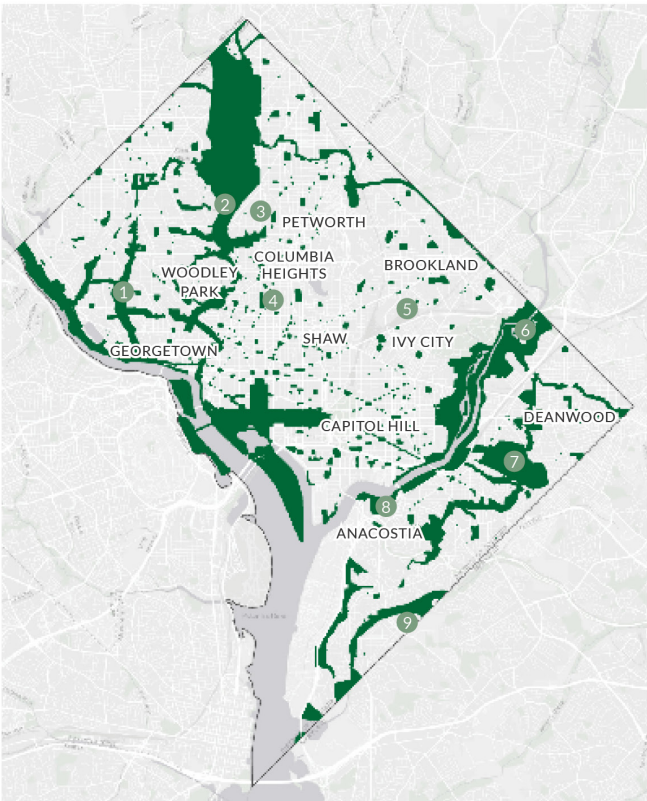 2
3
PETWORTH
COLUMBIA
HEIGHTS
BROOKLAND
WOODLEY
PARK
1
4
5
6
SHAW
IVY CITY
GEORGETOWN
DEANWOOD
CAPITOL HILL
7
8
ANACOSTIA
9